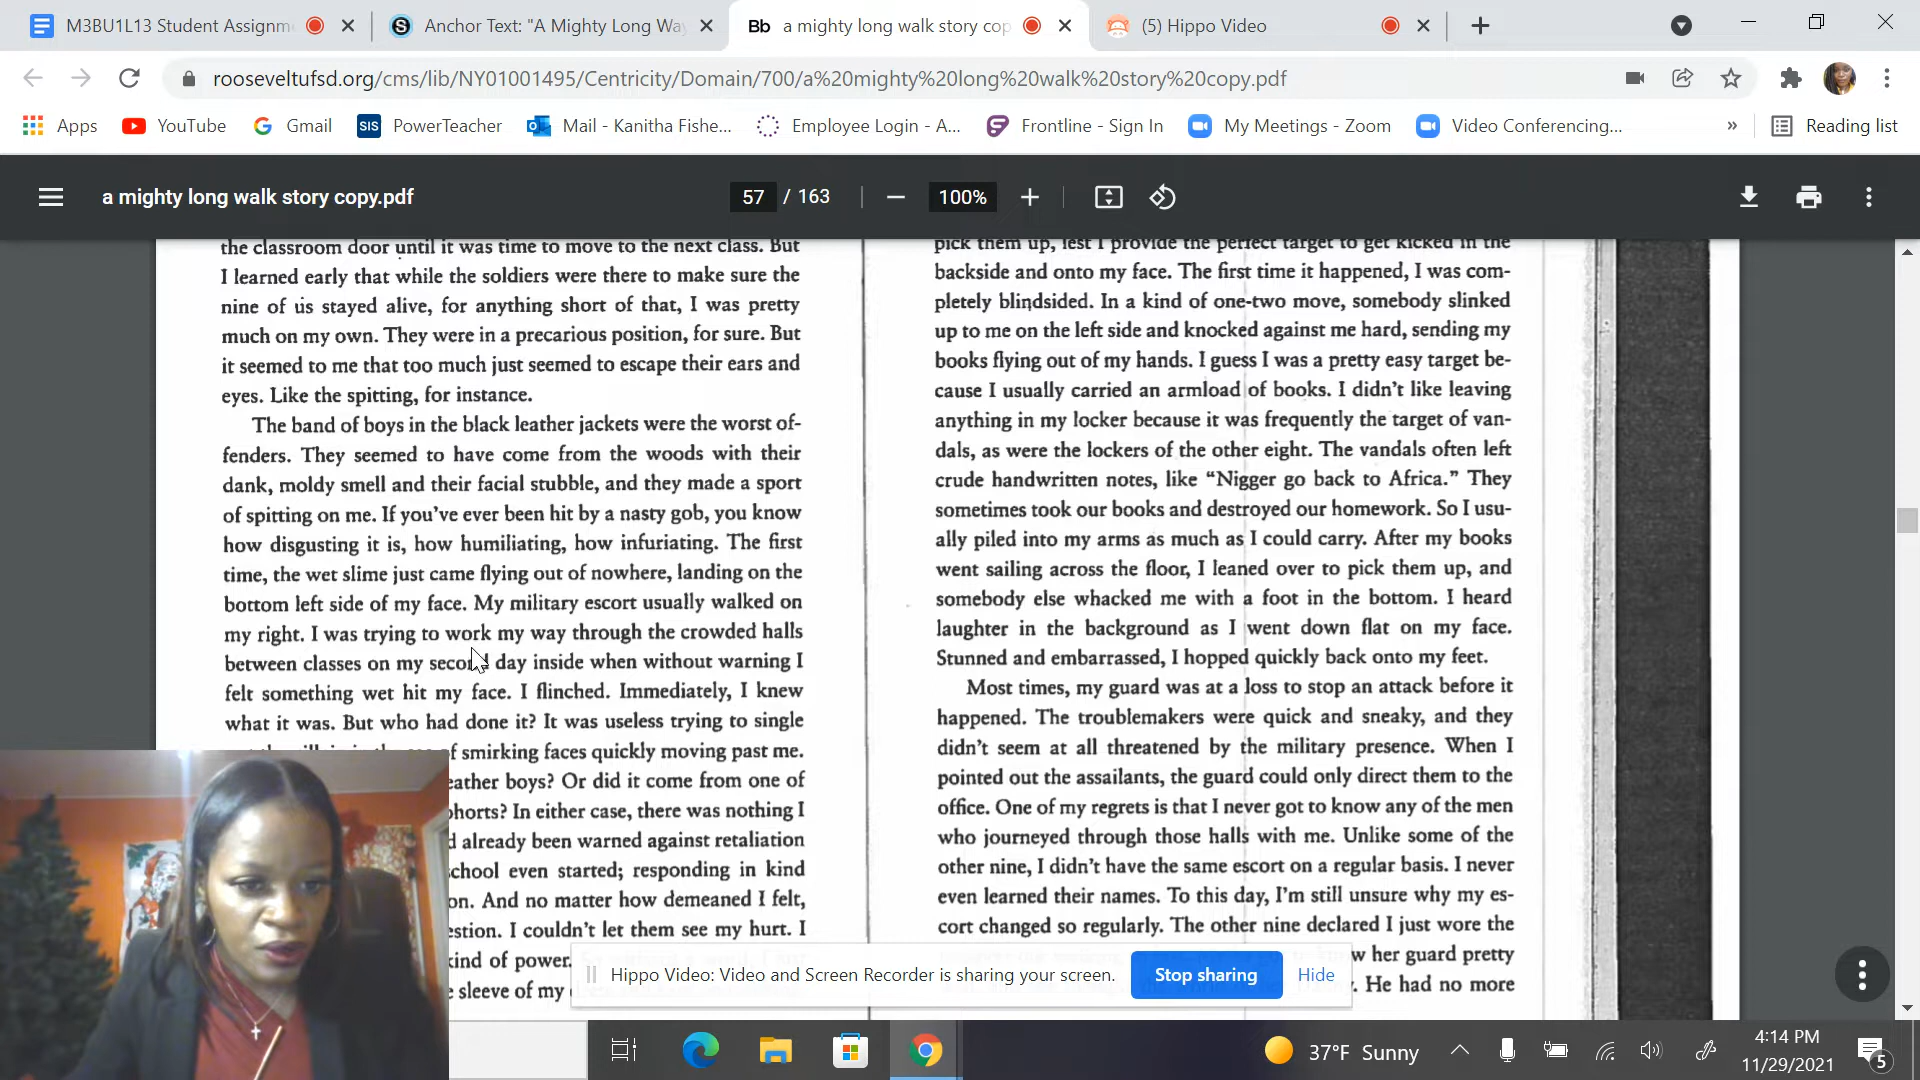 M3BU1L13 Student Assignm
Anchor Text: "A Mighty Long Wa
Bb a mighty long walk story cop
(5) Hippo Video
rooseveltufsd.org/cms/lib/NY01001495/Centricity/Domain/700/a%20mighty%20long%20walk%20story%20copy.pdf
Apps YouTube Gmail SIS PowerTeacher Mail - Kanitha Fishe... Employee Login - A... Frontline - Sign In My Meetings - Zoom Video Conferencing... » Reading list
a mighty long walk story copy.pdf 57 / 163 100%
the classroom door until it was time to move to the next class. But
I learned early that while the soldiers were there to make sure the
nine of us stayed alive, for anything short of that, I was pretty
much on my own. They were in a precarious position, for sure. But
it seemed to me that too much just seemed to escape their ears and
eyes. Like the spitting, for instance.
The band of boys in the black leather jackets were the worst of-
fenders. They seemed to have come from the woods with their
dank, moldy smell and their facial stubble, and they made a sport
of spitting on me. If you've ever been hit by a nasty gob, you know
how disgusting it is, how humiliating, how infuriating. The first
time, the wet slime just came flying out of nowhere, landing on the
bottom left side of my face. My military escort usually walked on
my right. I was trying to work my way through the crowded halls
between classes on my second day inside when without warning I
felt something wet hit my face. I flinched. Immediately, I knew
what it was. But who had done it? It was useless trying to single
f smirking faces quickly moving past me.
eather boys? Or did it come from one of
ohorts? In either case, there was nothing I
d already been warned against retaliation
chool even started; responding in kind
on. And no matter how demeaned I felt,
estion. I couldn't let them see my hurt. I
kind of power.
e sleeve of my
pick them up, lest I provide the perfect target to get kicked in the
backside and onto my face. The first time it happened, I was com-
pletely blindsided. In a kind of one-two move, somebody slinked
up to me on the left side and knocked against me hard, sending my
books flying out of my hands. I guess I was a pretty easy target be-
cause I usually carried an armload of books. I didn't like leaving
anything in my locker because it was frequently the target of van-
dals, as were the lockers of the other eight. The vandals often left
crude handwritten notes, like "Nigger go back to Africa." They
sometimes took our books and destroyed our homework. So I usu-
ally piled into my arms as much as I could carry. After my books
went sailing across the floor, I leaned over to pick them up, and
somebody else whacked me with a foot in the bottom. I heard
laughter in the background as I went down flat on my face.
Stunned and embarrassed, I hopped quickly back onto my feet.
Most times, my guard was at a loss to stop an attack before it
happened. The troublemakers were quick and sneaky, and they
didn't seem at all threatened by the military presence. When I
pointed out the assailants, the guard could only direct them to the
office. One of my regrets is that I never got to know any of the men
who journeyed through those halls with me. Unlike some of the
other nine, I didn't have the same escort on a regular basis. I never
even learned their names. To this day, I'm still unsure why my es-
cort changed so regularly. The other nine declared I just wore the
w her guard pretty
. He had no more
Hippo Video: Video and Screen Recorder is sharing your screen. Stop sharing Hide
37°F Sunny
4:14 PM
11/29/2021
5